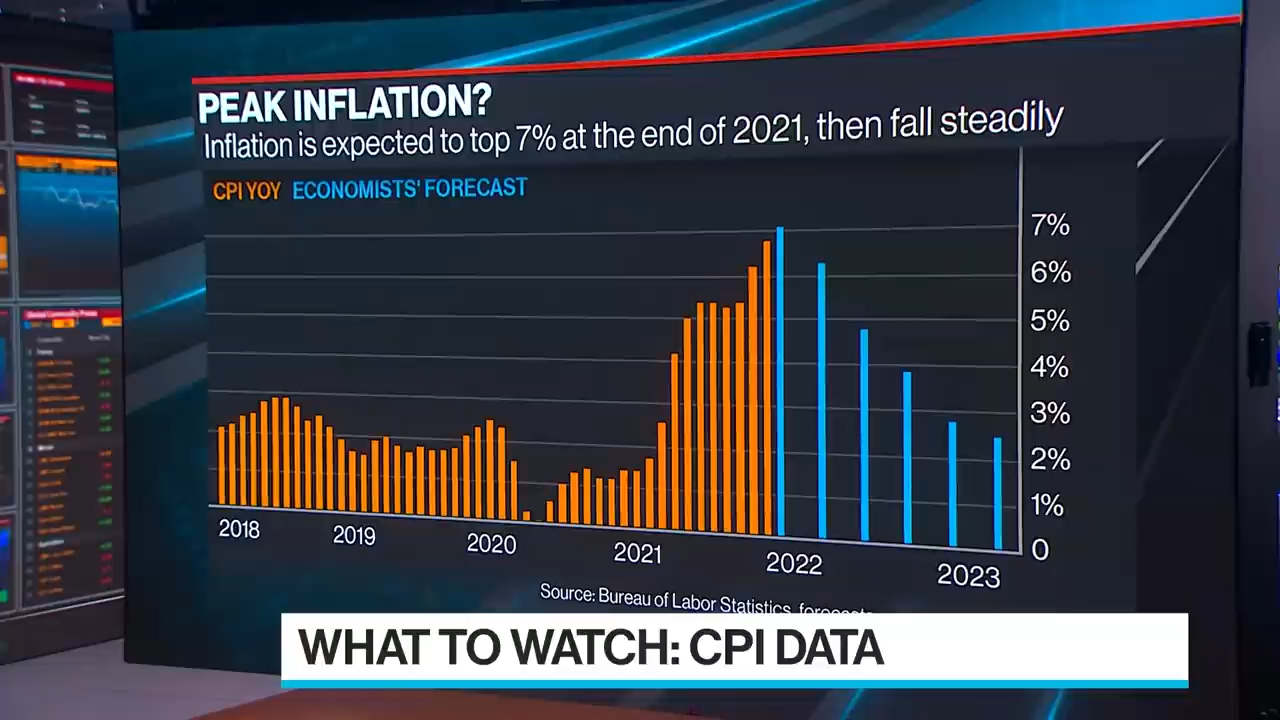 PEAK INFLATION?
Inflation is expected to top 7% at the end of 2021, then fall steadily
CPI YOY ECONOMISTS' FORECAST
7%
6%
5%
4%
3%
2%
1%
0
2018 2019 2020 2021 2022 2023
Source: Bureau of Labor Statistics,
WHAT TO WATCH: CPI DATA